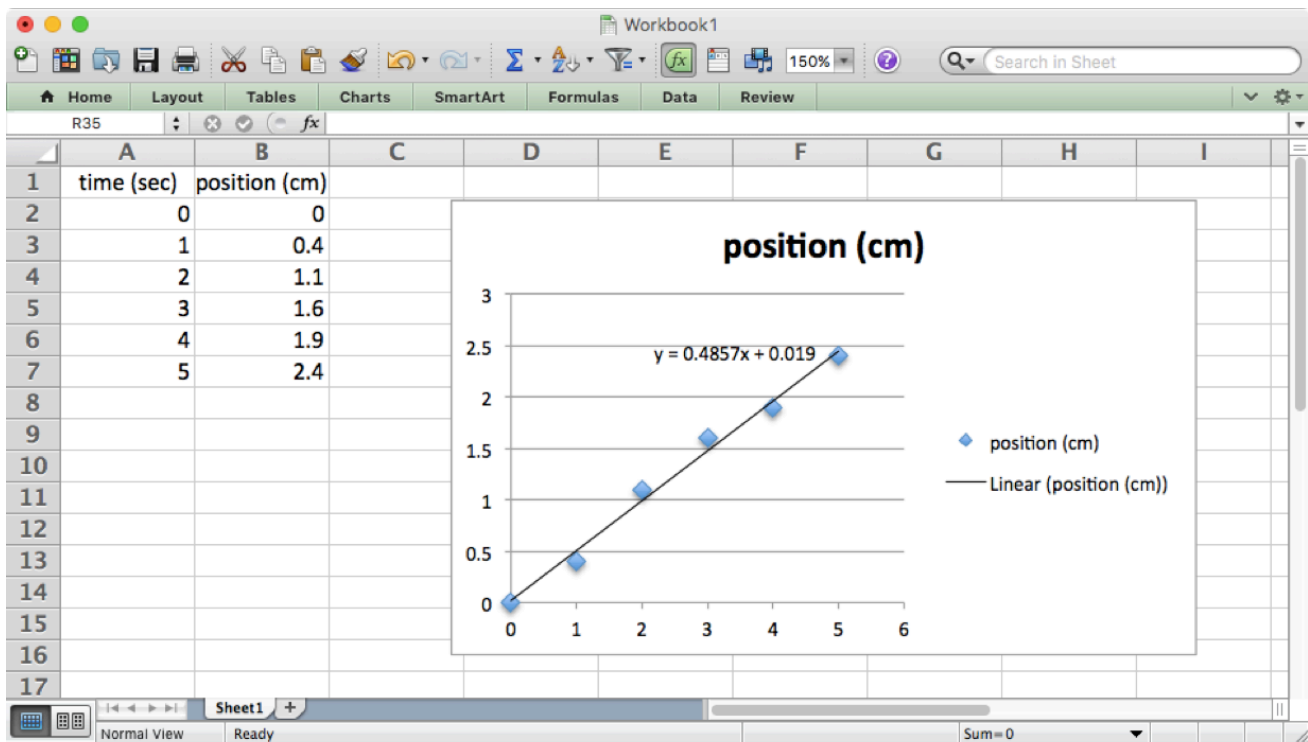 Workbook1
fx
150%
?
Search in Sheet
Home Layout Tables Charts SmartArt Formulas Data Review
R35 fx
A B C D E F G H I
1 time (sec) position (cm)
2 0 0
3 1 0.4
4 2 1.1
5 3 1.6
6 4 1.9
7 5 2.4
8
9
10
11
12
13
14
15
16
17
position (cm)
3
2.5
2
1.5
1
0.5
0
y = 0.4857x + 0.019
0 1 2 3 4 5 6
position (cm)
Linear (position (cm))
Sheet1 +
Normal View Ready Sum=0